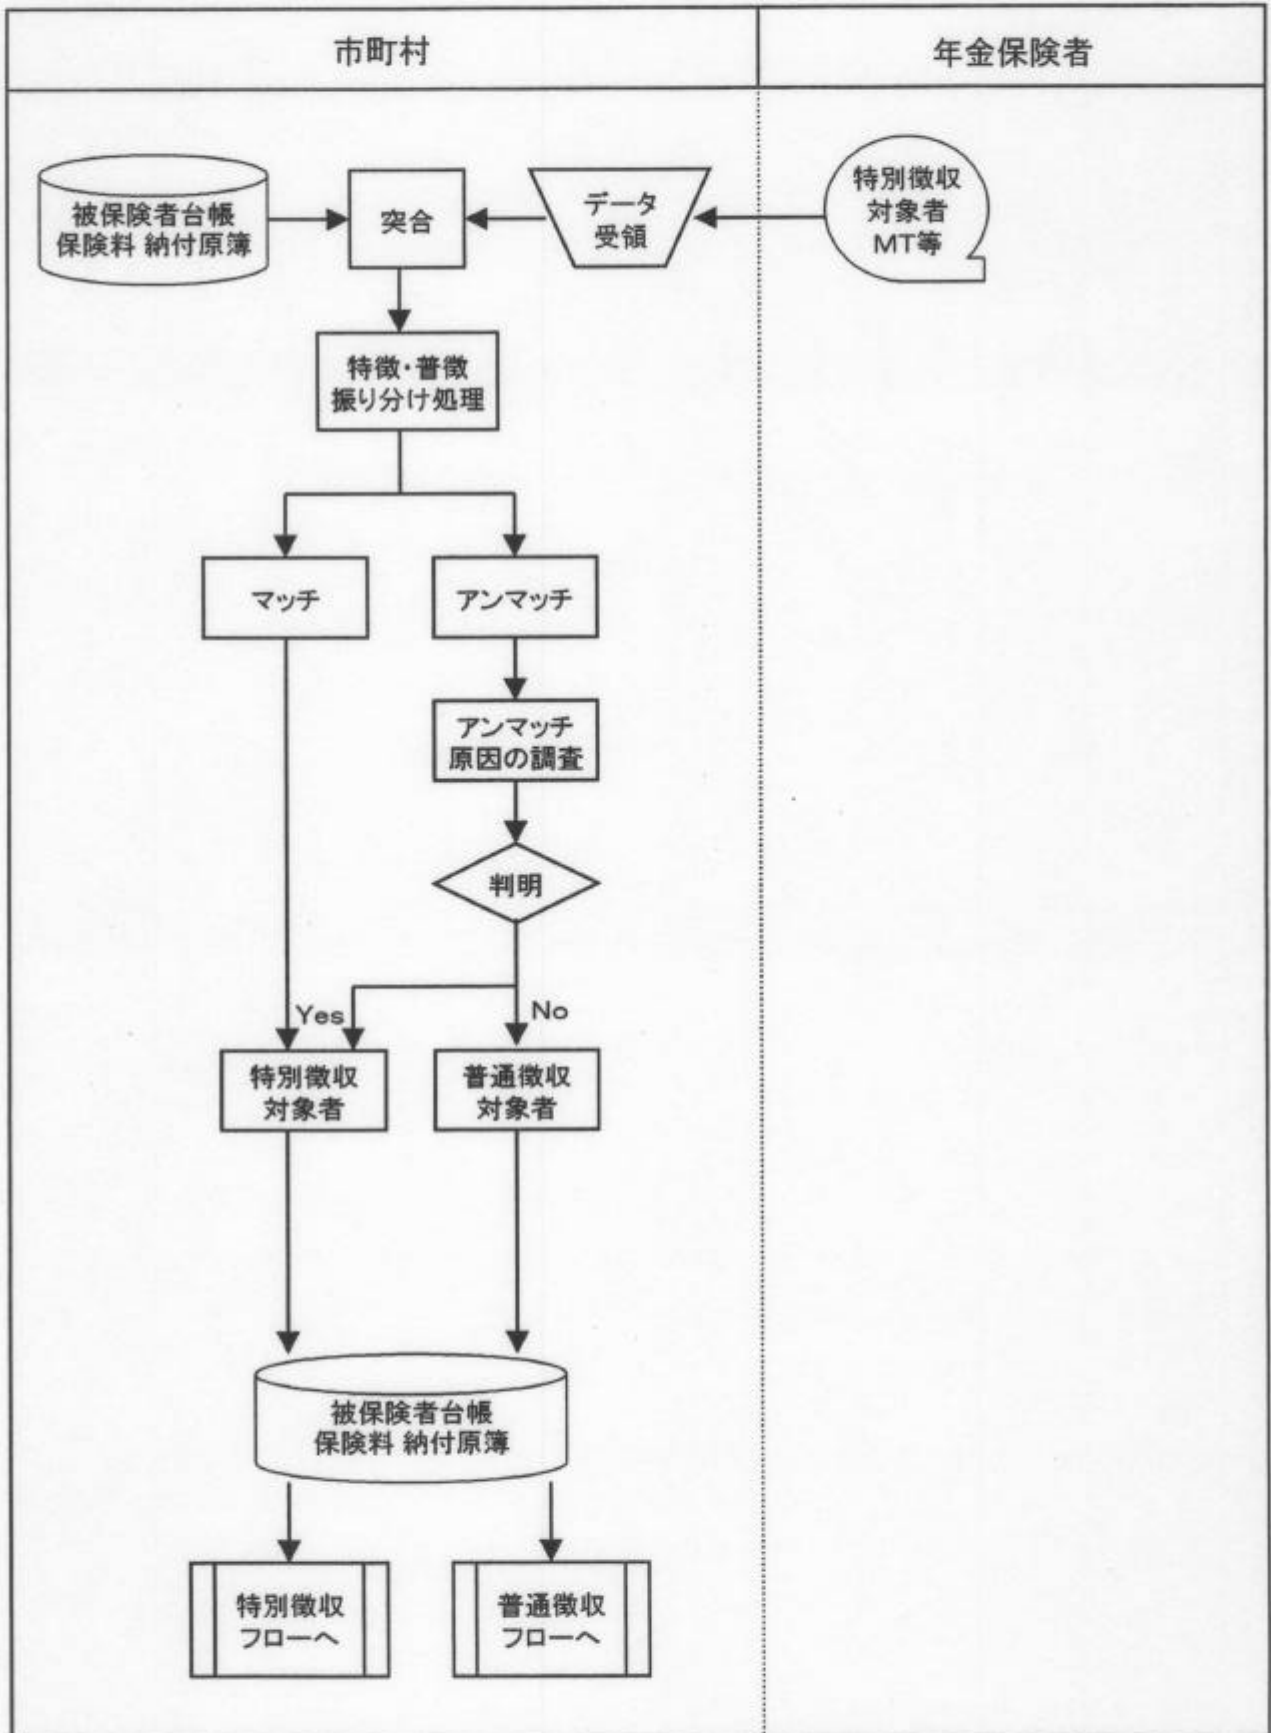 市町村
年金保険者
被保険者台帳
保険料 納付原簿
突合
データ
受領
特別徴収
対象者
MT等
特徴・普徴
振り分け処理
マッチ
アンマッチ
アンマッチ
原因の調査
判明
Yes
No
特別徴収
対象者
普通徴収
対象者
被保険者台帳
保険料 納付原簿
特別徴収
フローへ
普通徴収
フローへ